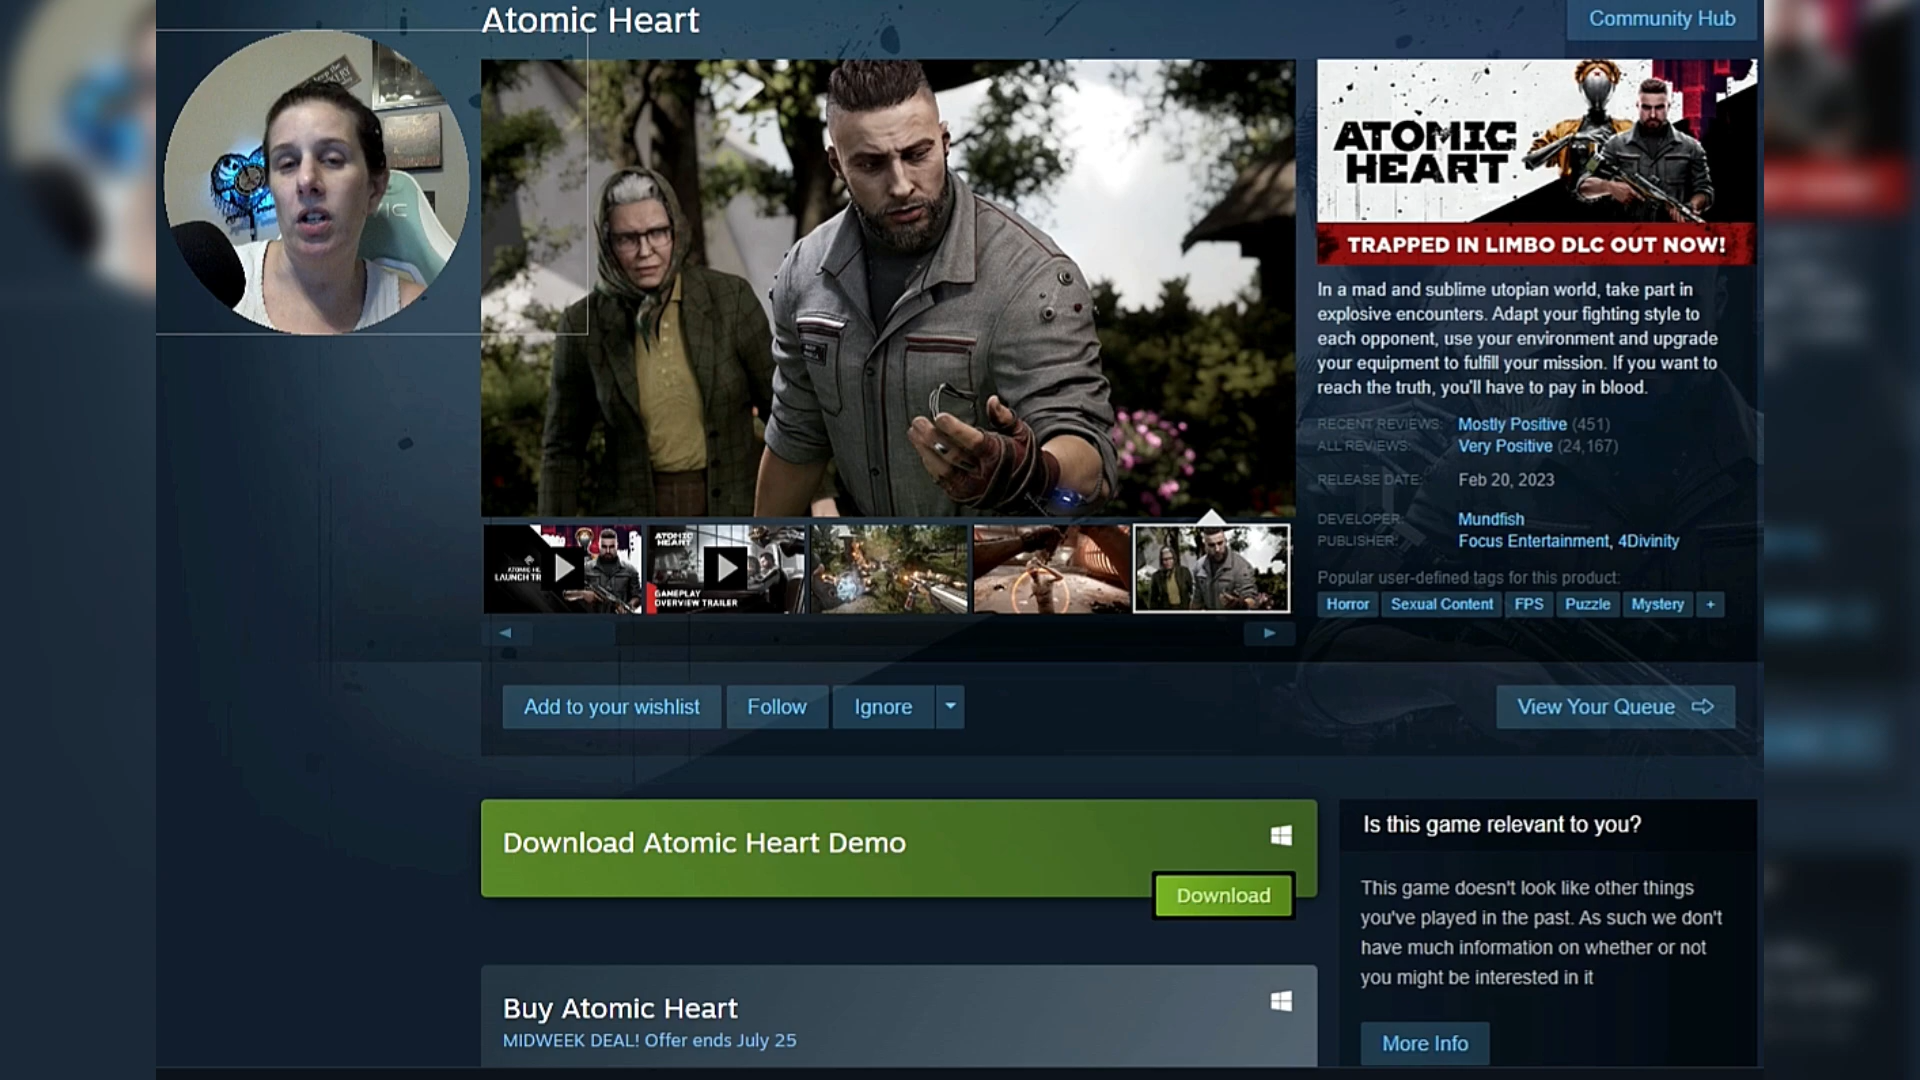 Atomic Heart
Community Hub
ATOMIC
HEART
TRAPPED IN LIMBO DLC OUT NOW!
In a mad and sublime utopian world, take part in
explosive encounters. Adapt your fighting style to
each opponent, use your environment and upgrade
your equipment to fulfill your mission. If you want to
reach the truth, you'll have to pay in blood.
RECENT REVIEWS: Mostly Positive (451)
ALL REVIEWS: Very Positive (24,167)
RELEASE DATE: Feb 20, 2023
DEVELOPER: Mundfish
PUBLISHER: Focus Entertainment, 4Divinity
Popular user-defined tags for this product:
Horror Sexual Content FPS Puzzle Mystery +
ATOMIC
HEART
LAUNCH TR
GAMEPLAY
OVERVIEW TRAILER
Add to your wishlist Follow Ignore
View Your Queue
Download Atomic Heart Demo
Download
Is this game relevant to you?
This game doesn't look like other things
you've played in the past. As such we don't
have much information on whether or not
you might be interested in it
More Info
Buy Atomic Heart
MIDWEEK DEAL! Offer ends July 25